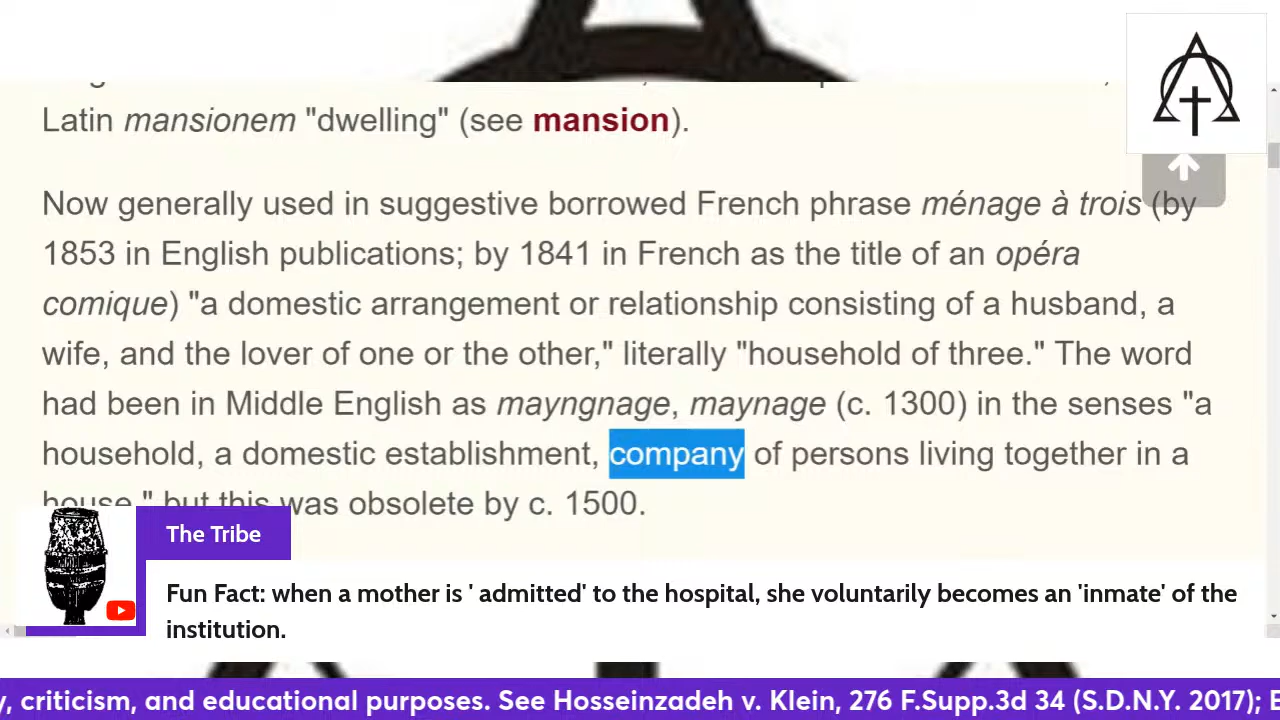 Latin mansionem "dwelling" (see mansion).
Now generally used in suggestive borrowed French phrase ménage à trois (by
1853 in English publications; by 1841 in French as the title of an opéra
comique) "a domestic arrangement or relationship consisting of a husband, a
wife, and the lover of one or the other," literally "household of three." The word
had been in Middle English as mayngnage, maynage (c. 1300) in the senses "a
household, a domestic establishment, company of persons living together in a
house," but this was obsolete by c. 1500.
The Tribe
Fun Fact: when a mother is ' admitted' to the hospital, she voluntarily becomes an 'inmate' of the
institution.
, criticism, and educational purposes. See Hosseinzadeh v. Klein, 276 F.Supp.3d 34 (S.D.N.Y. 2017);